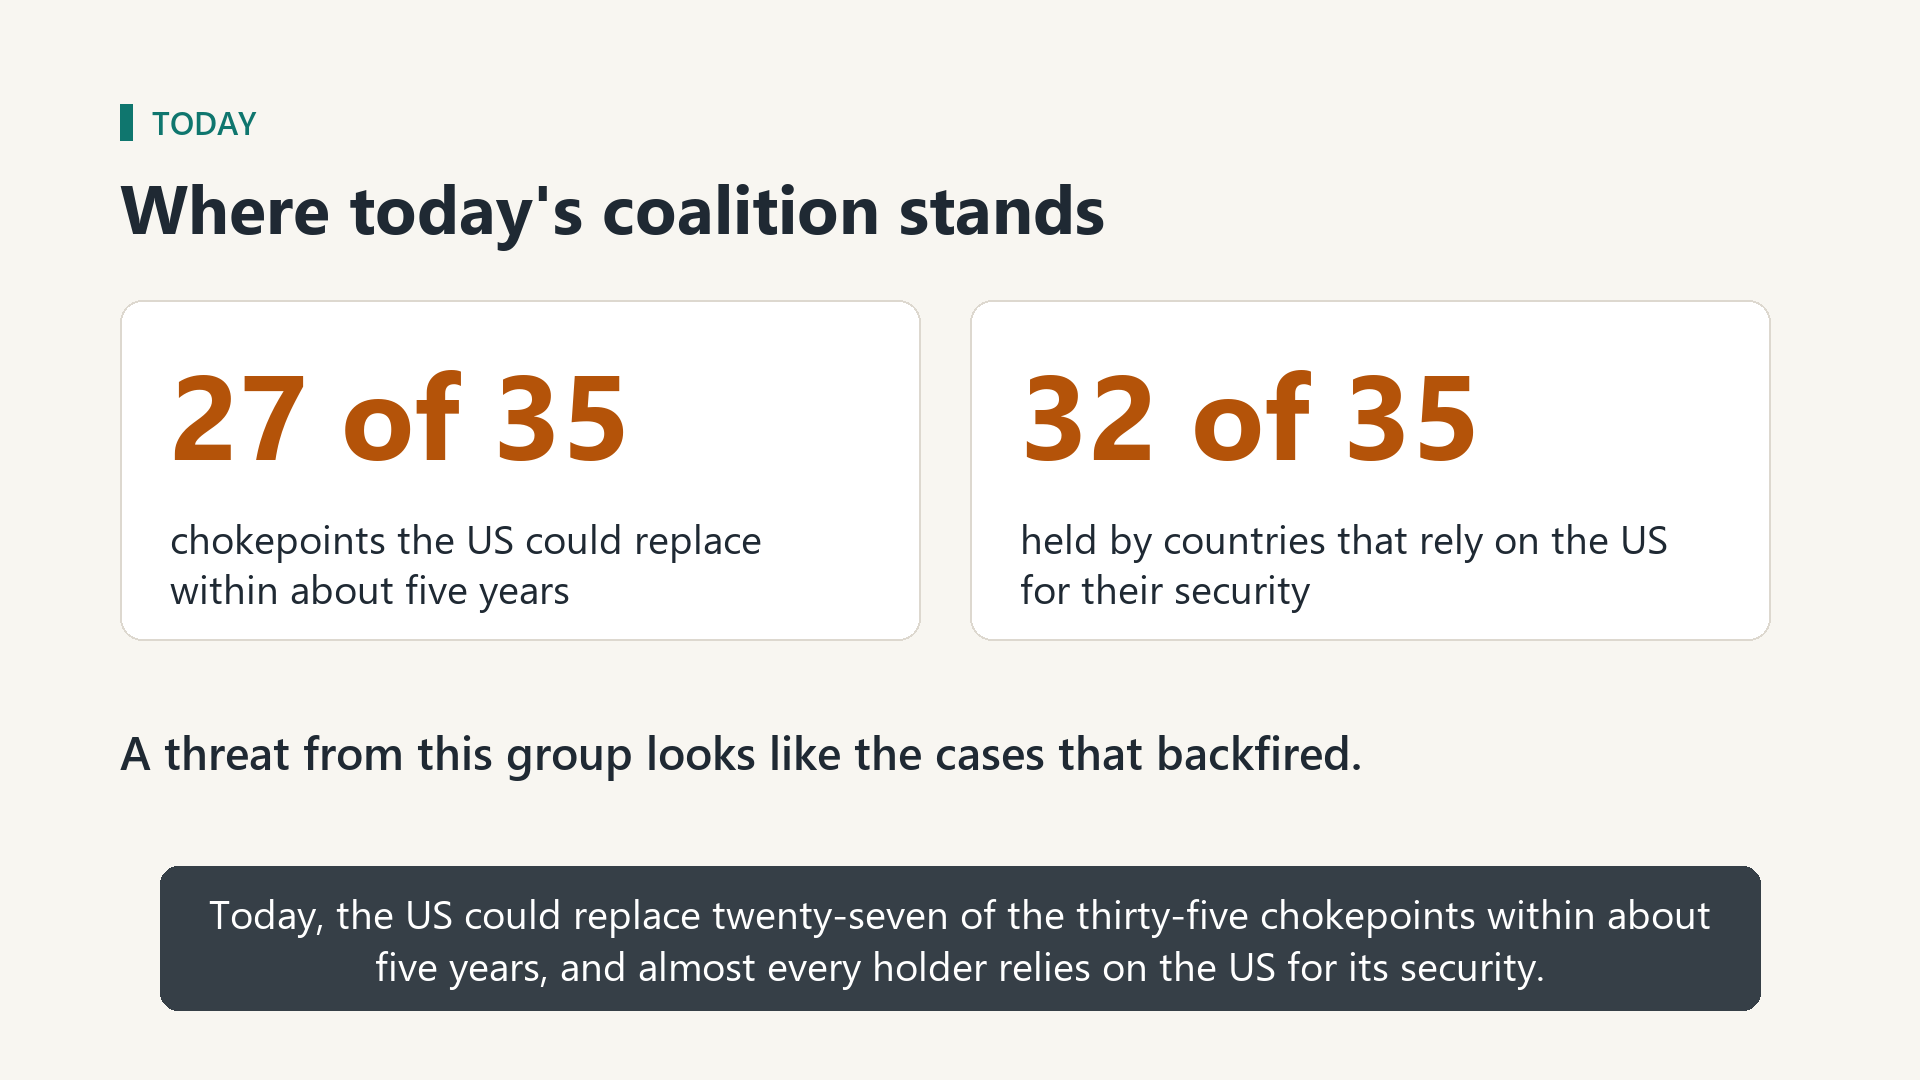 TODAY
Where today's coalition stands
27 of 35
chokepoints the US could replace
within about five years
32 of 35
held by countries that rely on the US
for their security
A threat from this group looks like the cases that backfired.
Today, the US could replace twenty-seven of the thirty-five chokepoints within about
five years, and almost every holder relies on the US for its security.